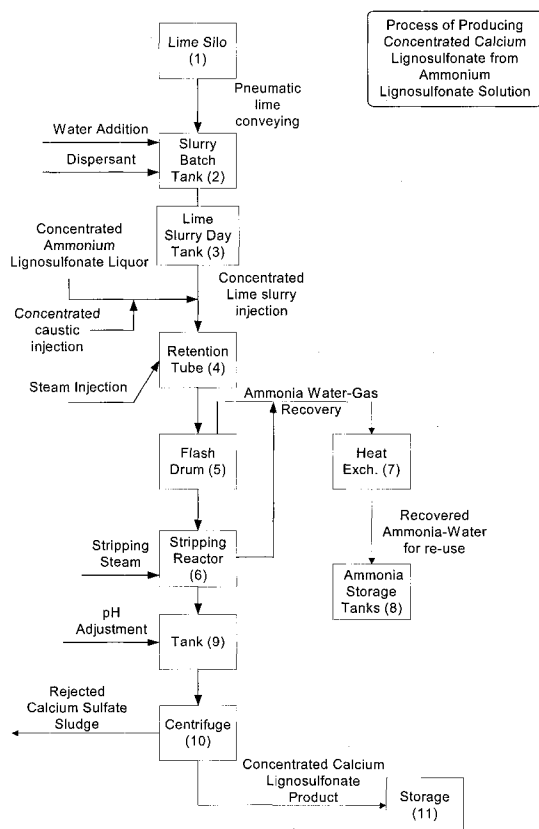 Process of Producing
Concentrated Calcium
Lignosulfonate from
Ammonium
Lignosulfonate Solution
Lime Silo
(1)
Pneumatic
lime
conveying
Water Addition
Dispersant
Slurry
Batch
Tank (2)
Lime
Slurry Day
Tank (3)
Concentrated
Ammonium
Lignosulfonate Liquor
Concentrated
Lime slurry
injection
Concentrated
caustic
injection
Retention
Tube (4)
Steam Injection
Ammonia Water-Gas
Recovery
Flash
Drum (5)
Heat
Exch. (7)
Recovered
Ammonia-Water
for re-use
Stripping
Steam
Stripping
Reactor
(6)
Ammonia
Storage
Tanks (8)
pH
Adjustment
Tank (9)
Rejected
Calcium Sulfate
Sludge
Centrifuge
(10)
Concentrated Calcium
Lignosulfonate
Product
Storage
(11)